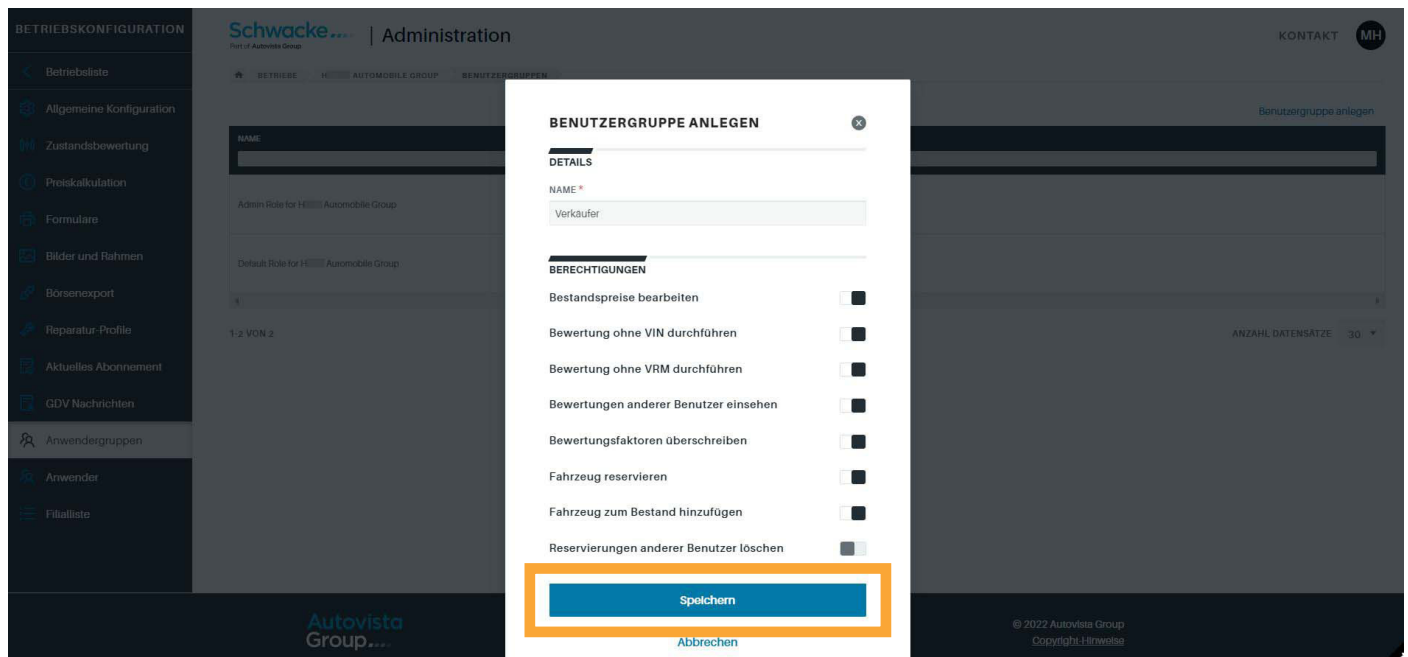 BETRIEBSKONFIGURATION
Schwacke
Part of Autovista Group
| Administration
KONTAKT
MH
Betriebsliste
BETRIEBE H AUTOMOBILE GROUP BENUTZERGRUPPEN
Allgemeine Konfiguration
Benutzergruppe anlegen
Zustandsbewertung
NAME
Preiskalkulation
Admin Role for H Automobile Group
Formulare
Bilder und Rahmen
Default Role for H Automobile Group
Börsenexport
Reparatur-Profile
1-2 VON 2
ANZAHL DATENSÄTZE 30
Aktuelles Abonnement
GDV Nachrichten
Anwendergruppen
Anwender
Filialliste
BENUTZERGRUPPE ANLEGEN
DETAILS
NAME *
Verkäufer
BERECHTIGUNGEN
Bestandspreise bearbeiten
Bewertung ohne VIN durchführen
Bewertung ohne VRM durchführen
Bewertungen anderer Benutzer einsehen
Bewertungsfaktoren überschreiben
Fahrzeug reservieren
Fahrzeug zum Bestand hinzufügen
Reservierungen anderer Benutzer löschen
Speichern
Abbrechen
Autovista
Group
© 2022 Autovista Group
Copyright-Hinweise